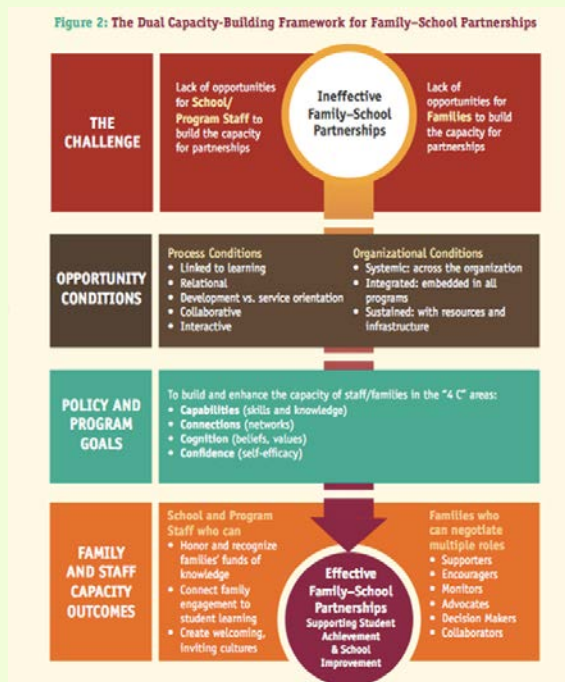 Figure 2: The Dual Capacity-Building Framework for Family–School Partnerships
THE
CHALLENGE
Lack of opportunities
for School/
Program Staff to
build the capacity
for partnerships
Ineffective
Family–School
Partnerships
Lack of
opportunities for
Families to build
the capacity for
partnerships
OPPORTUNITY
CONDITIONS
Process Conditions
• Linked to learning
• Relational
• Development vs. service orientation
• Collaborative
• Interactive
Organizational Conditions
• Systemic: across the organization
• Integrated: embedded in all
programs
• Sustained: with resources and
infrastructure
POLICY AND
PROGRAM
GOALS
To build and enhance the capacity of staff/families in the "4 C" areas:
• Capabilities (skills and knowledge)
• Connections (networks)
• Cognition (beliefs, values)
• Confidence (self-efficacy)
FAMILY
AND STAFF
CAPACITY
OUTCOMES
School and Program
Staff who can
• Honor and recognize
families' funds of
knowledge
• Connect family
engagement to
student learning
• Create welcoming,
inviting cultures
Effective
Family–School
Partnerships
Supporting Student
Achievement
& School
Improvement
Families who
can negotiate
multiple roles
• Supporters
• Encouragers
• Monitors
• Advocates
• Decision Makers
• Collaborators